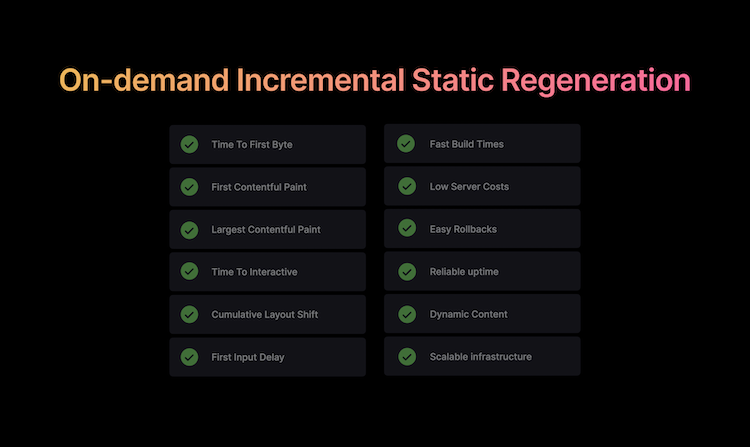 On-demand Incremental Static Regeneration
Time To First Byte
First Contentful Paint
Largest Contentful Paint
Time To Interactive
Cumulative Layout Shift
First Input Delay
Fast Build Times
Low Server Costs
Easy Rollbacks
Reliable uptime
Dynamic Content
Scalable infrastructure